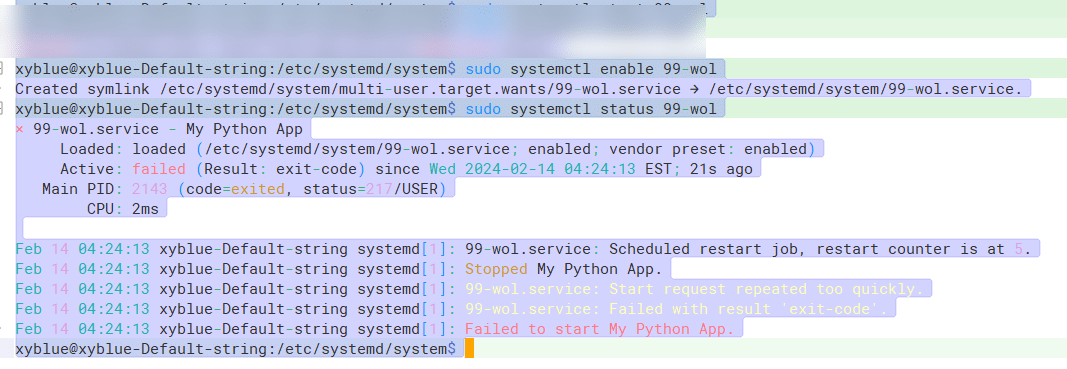 xyblue@xyblue-Default-string:/etc/systemd/system$ sudo systemctl enable 99-wol
Created symlink /etc/systemd/system/multi-user.target.wants/99-wol.service → /etc/systemd/system/99-wol.service.
xyblue@xyblue-Default-string:/etc/systemd/system$ sudo systemctl status 99-wol
× 99-wol.service - My Python App
Loaded: loaded (/etc/systemd/system/99-wol.service; enabled; vendor preset: enabled)
Active: failed (Result: exit-code) since Wed 2024-02-14 04:24:13 EST; 21s ago
Main PID: 2143 (code=exited, status=217/USER)
CPU: 2ms
Feb 14 04:24:13 xyblue-Default-string systemd[1]: 99-wol.service: Scheduled restart job, restart counter is at 5.
Feb 14 04:24:13 xyblue-Default-string systemd[1]: Stopped My Python App.
Feb 14 04:24:13 xyblue-Default-string systemd[1]: 99-wol.service: Start request repeated too quickly.
Feb 14 04:24:13 xyblue-Default-string systemd[1]: 99-wol.service: Failed with result 'exit-code'.
Feb 14 04:24:13 xyblue-Default-string systemd[1]: Failed to start My Python App.
xyblue@xyblue-Default-string:/etc/systemd/system$